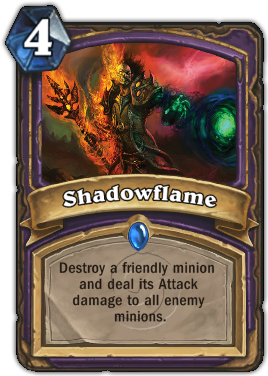 4
Shadowflame
Destroy a friendly minion
and deal its Attack
damage to all enemy
minions.